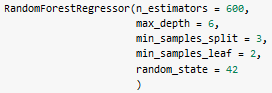 RandomForestRegressor(n_estimators = 600,
max_depth = 6,
min_samples_split = 3,
min_samples_leaf = 2,
random_state = 42
)